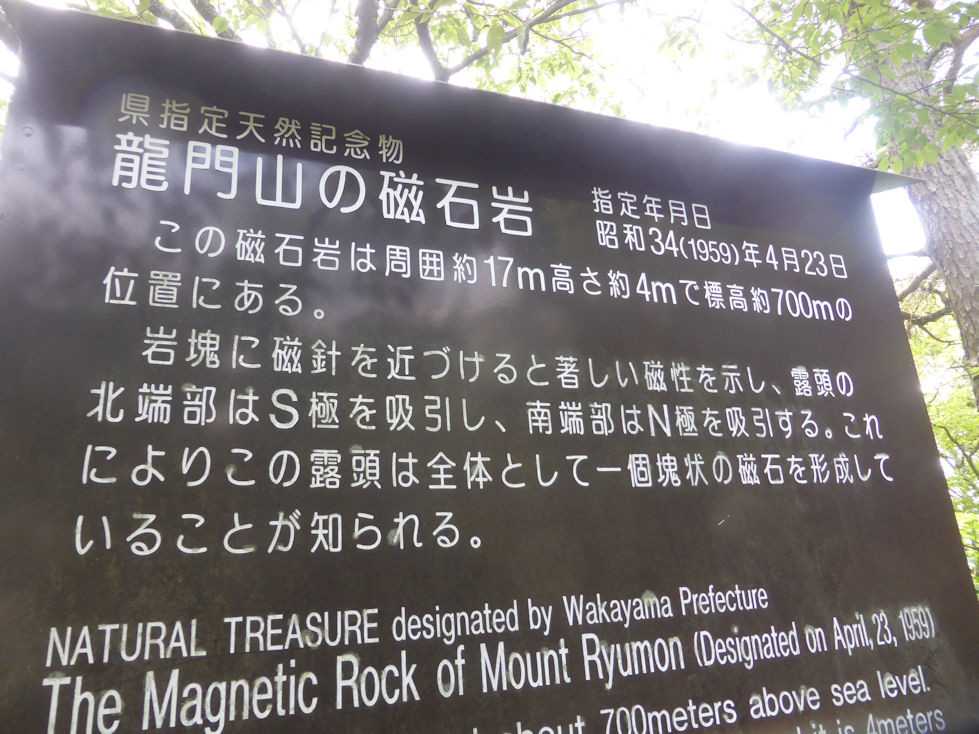 県指定天然記念物
龍門山の磁石岩
指定年月日
昭和34(1959)年4月23日
この磁石岩は周囲約17m高さ約4mで標高約700mの
位置にある。
岩塊に磁針を近づけると著しい磁性を示し、露頭の
北端部はS極を吸引し、南端部はN極を吸引する。これ
によりこの露頭は全体として一個塊状の磁石を形成して
いることが知られる。
NATURAL TREASURE designated by Wakayama Prefecture
The Magnetic Rock of Mount Ryumon (Designated on April, 23, 1959)
about 700meters above sea level.
it is 4meters